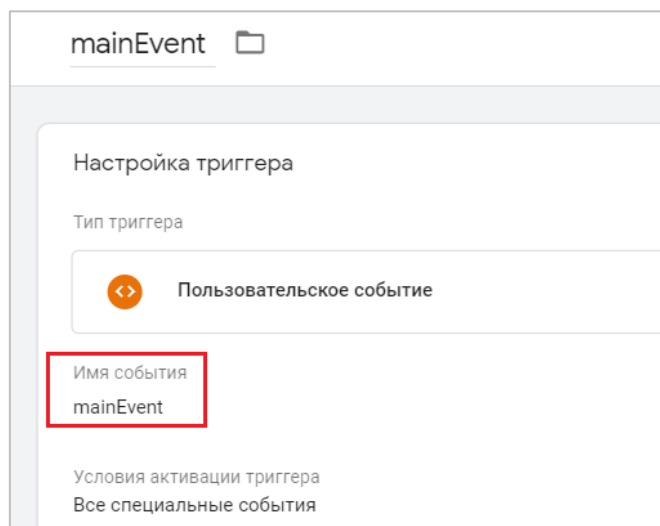 mainEvent
Настройка триггера
Тип триггера
Пользовательское событие
Имя события
mainEvent
Условия активации триггера
Все специальные события